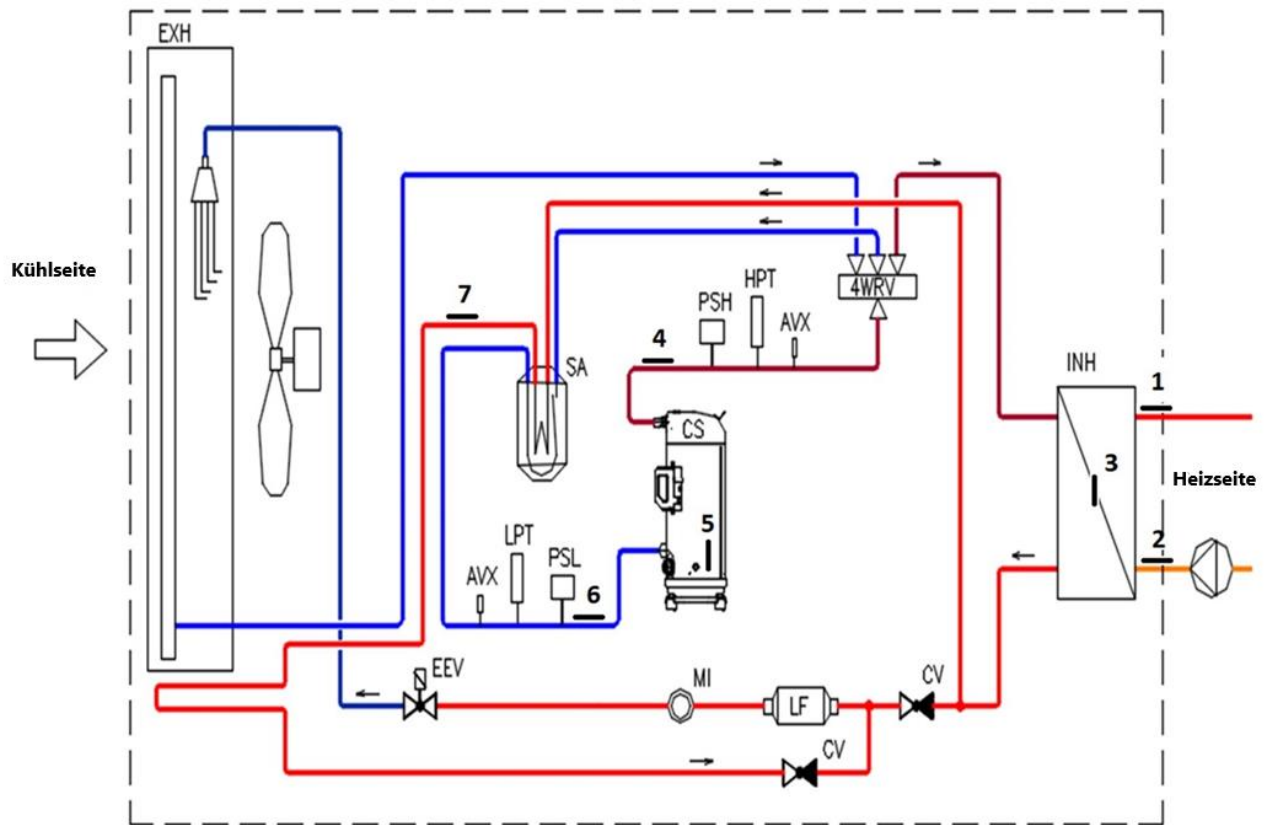 EXH
Kühlseite
7
SA
4
PSH
HPT
AVX
4WRV
INH
1
3
Heizseite
2
CS
5
LPT
PSL
AVX
6
EEV
MI
LF
CV
CV